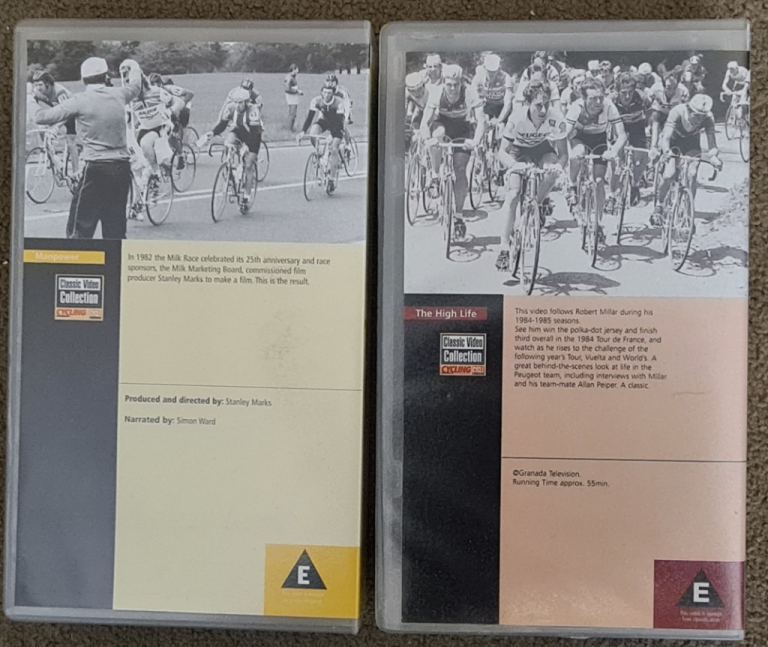 Manpower
In 1982 the Milk Race celebrated its 25th anniversary and race
sponsors, the Milk Marketing Board, commissioned film
producer Stanley Marks to make a film. This is the result.
Classic Video
Collection
CYCLING
Produced and directed by: Stanley Marks
Narrated by: Simon Ward
E
PEUGEOT
The High Life
This video follows Robert Millar during his
1984-1985 seasons.
See him win the polka-dot jersey and finish
third overall in the 1984 Tour de France, and
watch as he rises to the challenge of the
following year's Tour, Vuelta and World's. A
great behind-the-scenes look at life in the
Peugeot team, including interviews with Millar
and his team-mate Allan Peiper. A classic.
Classic Video
Collection
CYCLING
©Granada Television.
Running Time approx. 55min.
E